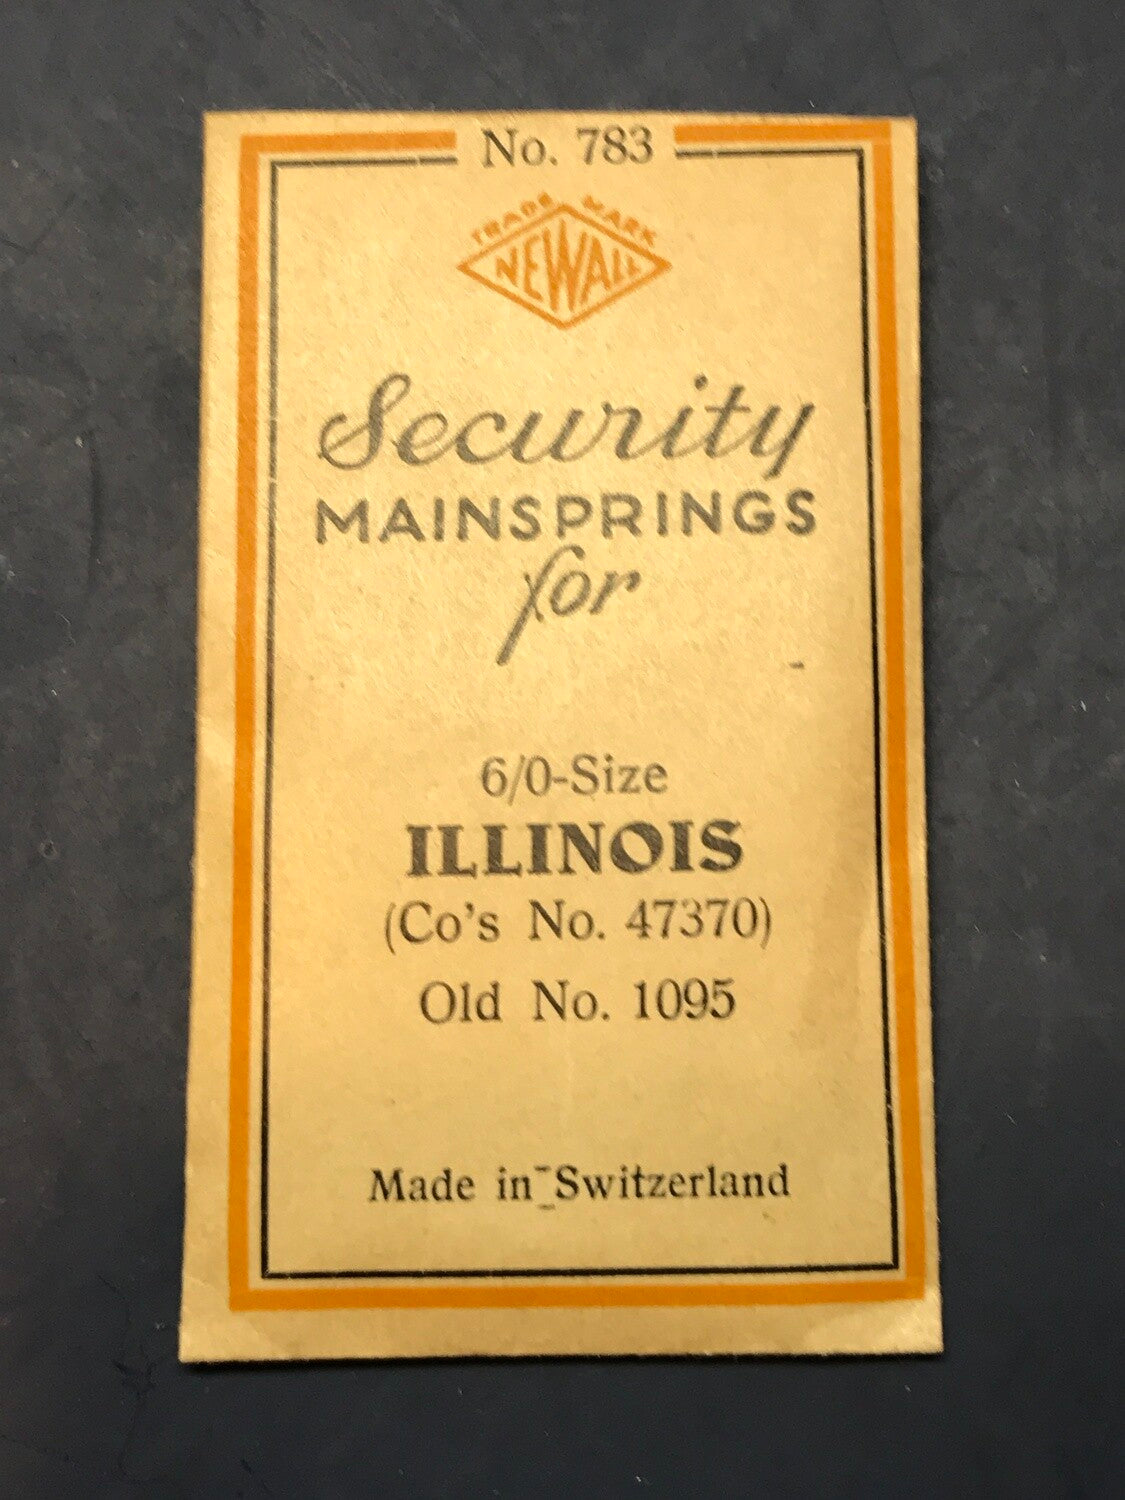 No. 783
TRADE MARK
NEWALL
Security
MAINSPRINGS
for
6/0-Size
ILLINOIS
(Co's No. 47370)
Old No. 1095
Made in Switzerland